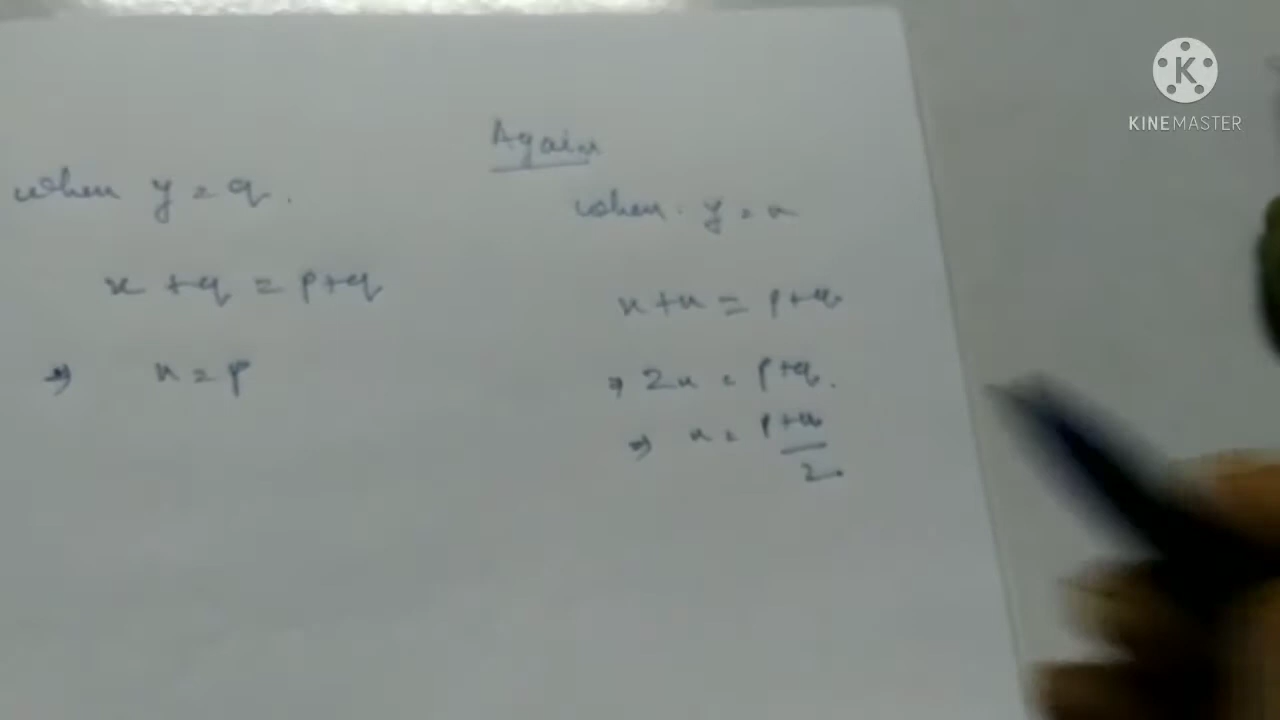 when y = q.
x + q = p+q
⇒ x = p
Again
when y = x
x + x = p+q
⇒ 2x = p+q.
⇒ x = p+q/2
KINEMASTER